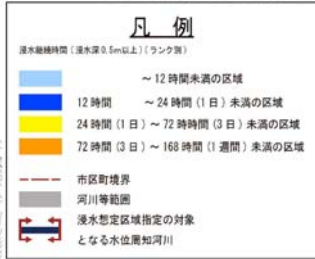 凡 例
浸水継続時間(浸水深0.5m以上)(ランク別)
～12時間未満の区域
12時間 ～24時間(1日)未満の区域
24時間(1日)～72時時間(3日)未満の区域
72時間(3日)～168時間(1週間)未満の区域
市区町境界
河川等範囲
浸水想定区域指定の対象
となる水位周知河川